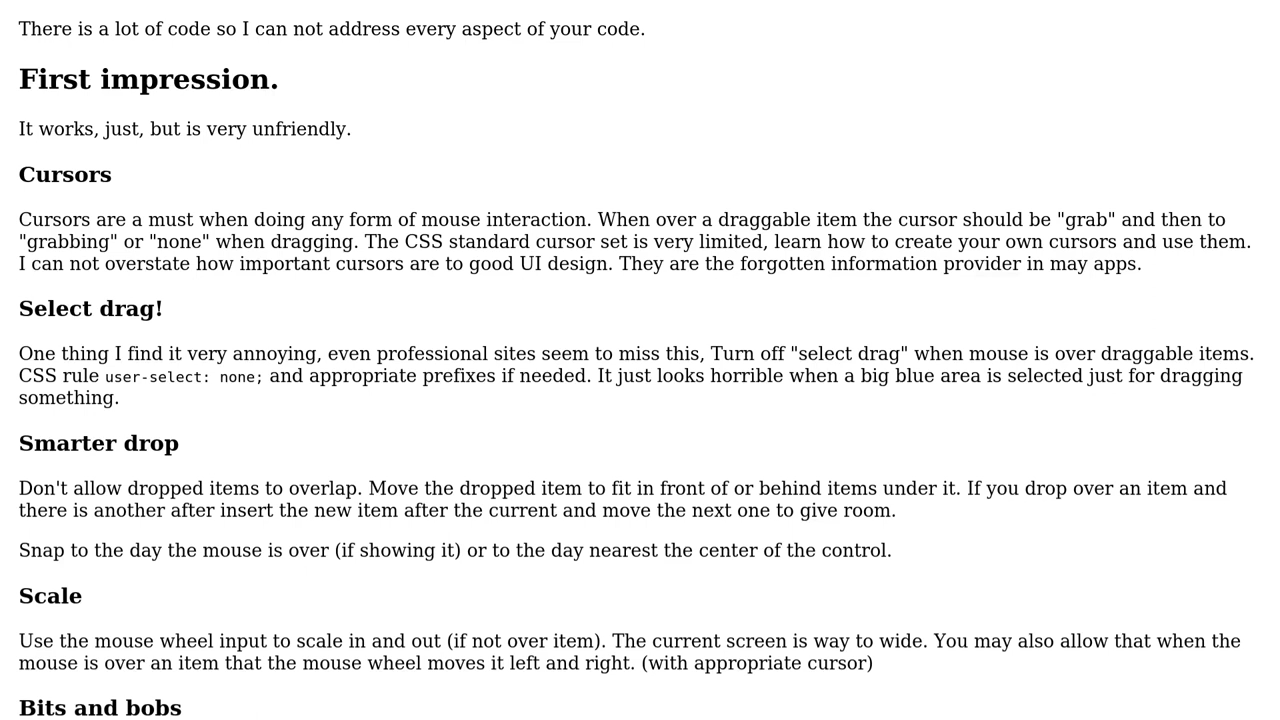 There is a lot of code so I can not address every aspect of your code.
First impression.
It works, just, but is very unfriendly.
Cursors
Cursors are a must when doing any form of mouse interaction. When over a draggable item the cursor should be "grab" and then to
"grabbing" or "none" when dragging. The CSS standard cursor set is very limited, learn how to create your own cursors and use them.
I can not overstate how important cursors are to good UI design. They are the forgotten information provider in may apps.
Select drag!
One thing I find it very annoying, even professional sites seem to miss this, Turn off "select drag" when mouse is over draggable items.
CSS rule user-select: none; and appropriate prefixes if needed. It just looks horrible when a big blue area is selected just for dragging
something.
Smarter drop
Don't allow dropped items to overlap. Move the dropped item to fit in front of or behind items under it. If you drop over an item and
there is another after insert the new item after the current and move the next one to give room.
Snap to the day the mouse is over (if showing it) or to the day nearest the center of the control.
Scale
Use the mouse wheel input to scale in and out (if not over item). The current screen is way to wide. You may also allow that when the
mouse is over an item that the mouse wheel moves it left and right. (with appropriate cursor)
Bits and bobs